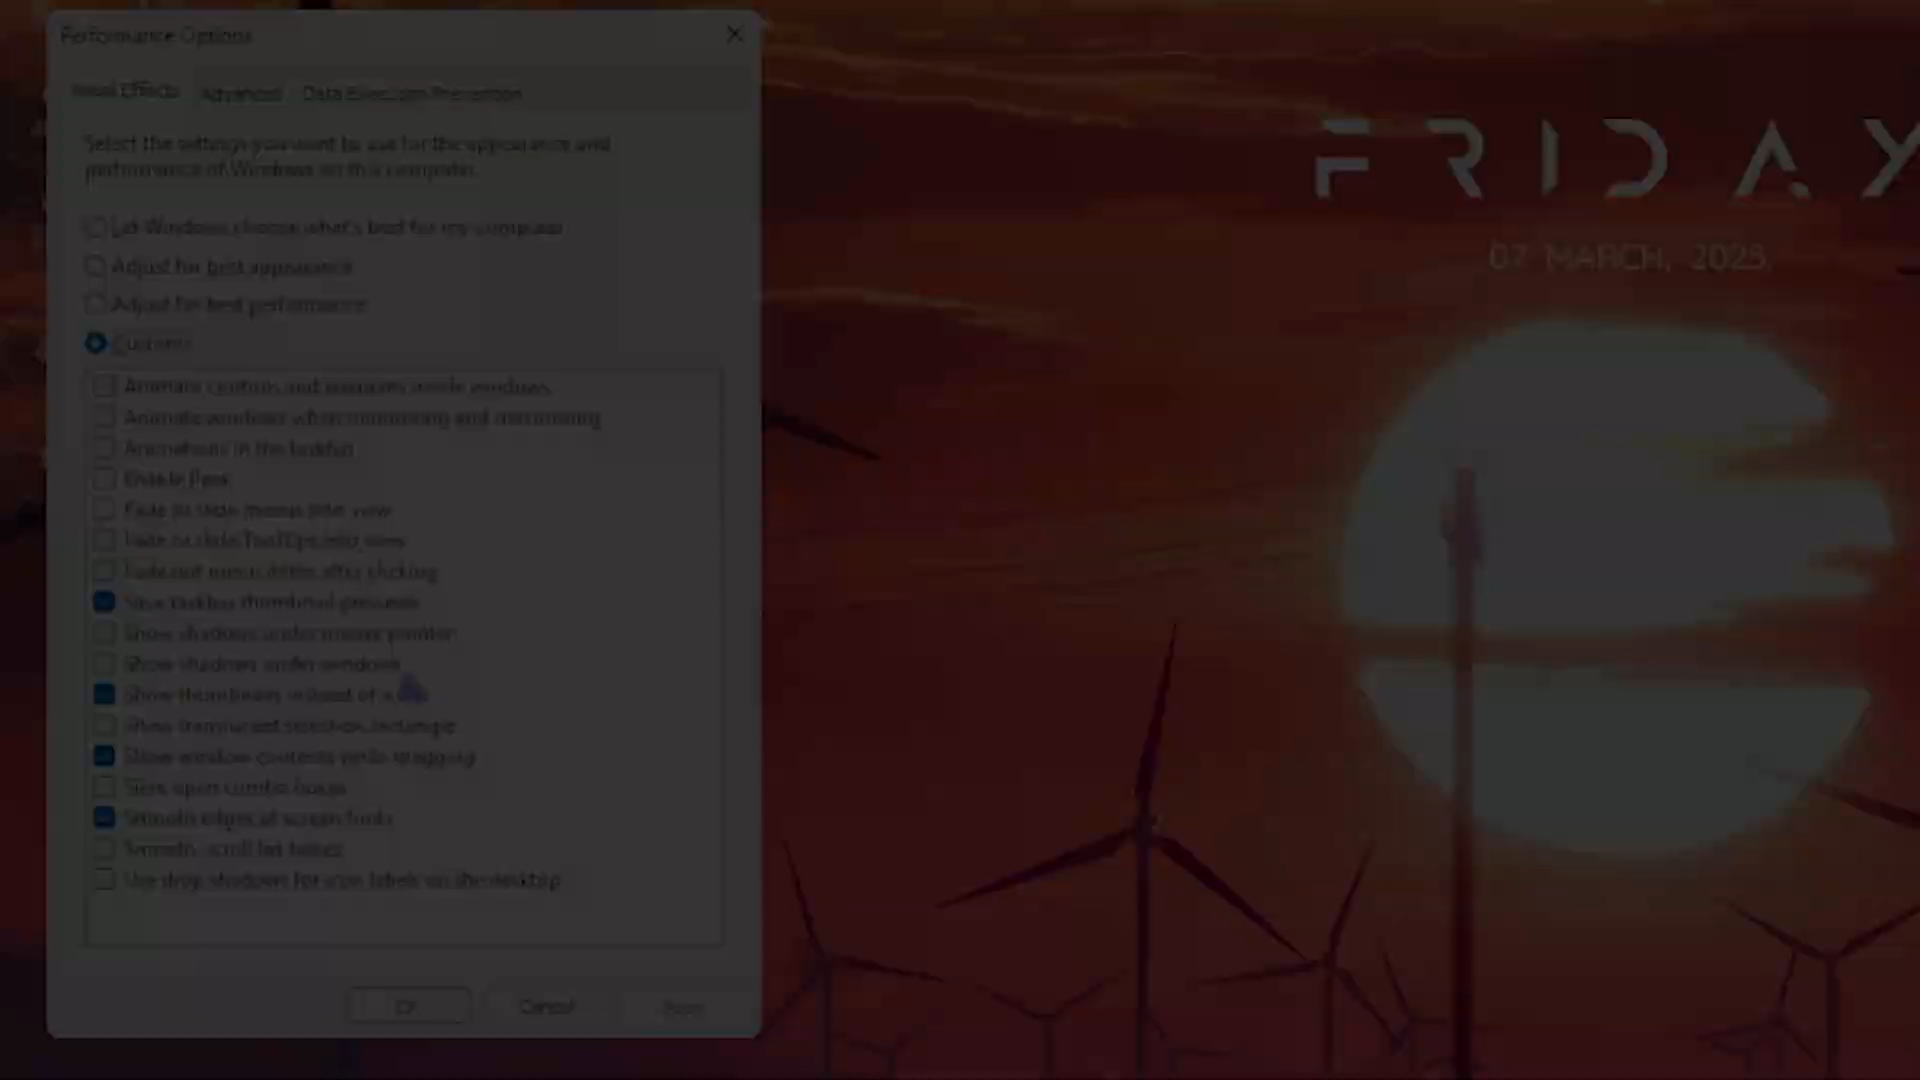 Performance Options
Visual Effects
Advanced
Data Execution Prevention
Select the settings you want to use for the appearance and
performance of Windows on this computer.
Let Windows choose what's best for my computer
Adjust for best appearance
Adjust for best performance
Custom
Animate controls and elements inside windows
Animate windows when minimizing and maximizing
Animations in the taskbar
Enable Peek
Fade or slide menus into view
Fade or slide ToolTips into view
Fade out menu items after clicking
Save taskbar thumbnail previews
Show shadows under mouse pointer
Show shadows under windows
Show thumbnails instead of
Show translucent selection rectangle
Show window contents while dragging
Slide open combo boxes
Smooth edges of screen fonts
Smooth-scroll list boxes
Use drop shadows for icon labels on the desktop
OK
Cancel
Apply
FRIDAY
07 MARCH, 2025.